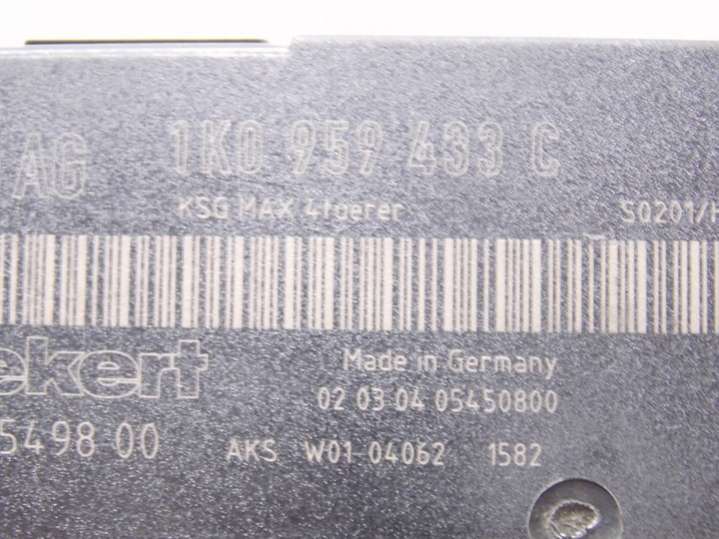 AG 1K0 959 433 C
KSG MAX 4tuerer S0201/
ekert Made in Germany
02 03 04 05450800
5498 00 AKS W01 04062 1582